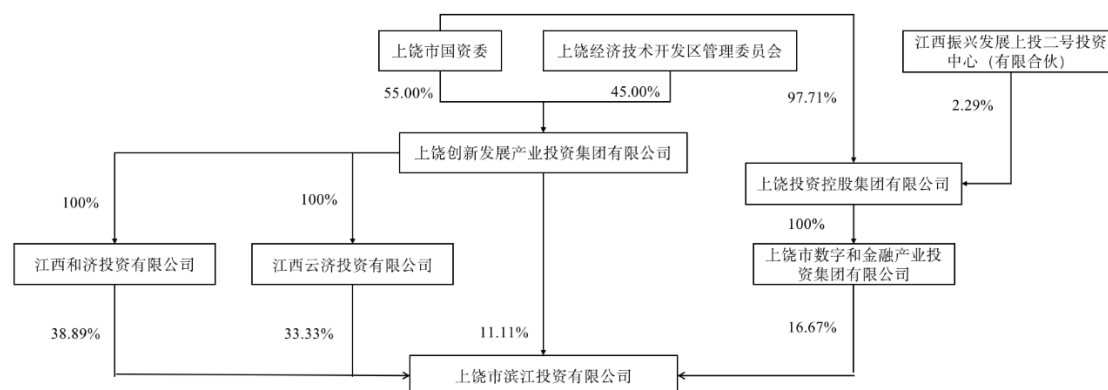 上饶市国资委
上饶经济技术开发区管理委员会
江西振兴发展上投二号投资
中心（有限合伙）
55.00%
45.00%
97.71%
2.29%
上饶创新发展产业投资集团有限公司
上饶投资控股集团有限公司
100%
100%
100%
江西和济投资有限公司
江西云济投资有限公司
上饶市数字和金融产业投
资集团有限公司
38.89%
33.33%
11.11%
16.67%
上饶市滨江投资有限公司